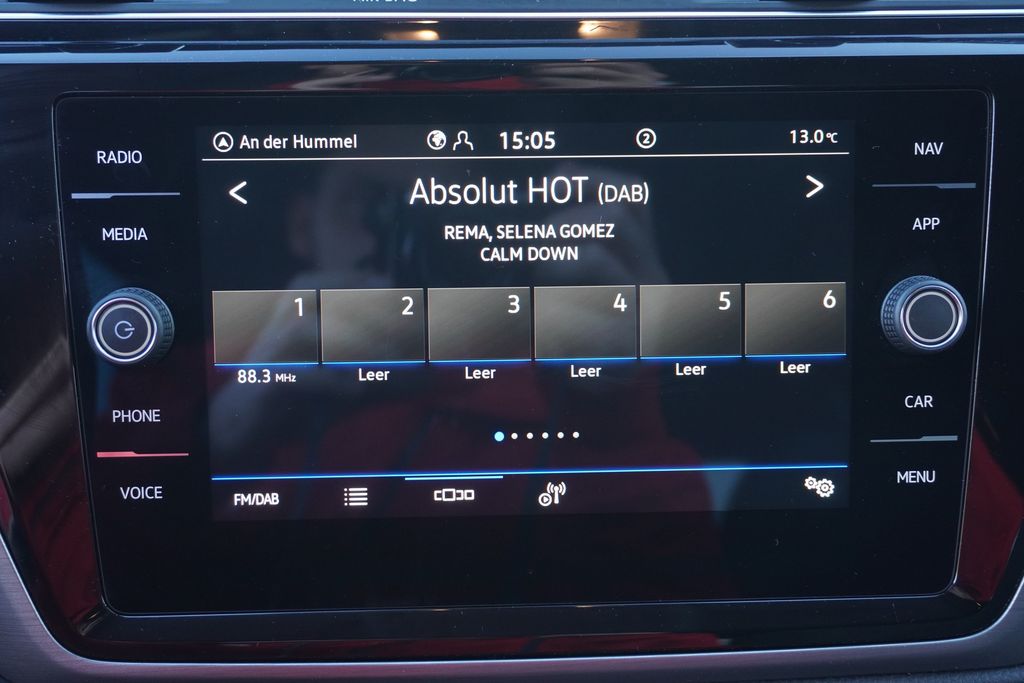 RADIO
MEDIA
PHONE
VOICE
An der Hummel 15:05 2 13.0°C
< Absolut HOT (DAB) >
REMA, SELENA GOMEZ
CALM DOWN
1 2 3 4 5 6
88.3 MHz Leer Leer Leer Leer Leer
FM/DAB
NAV
APP
CAR
MENU